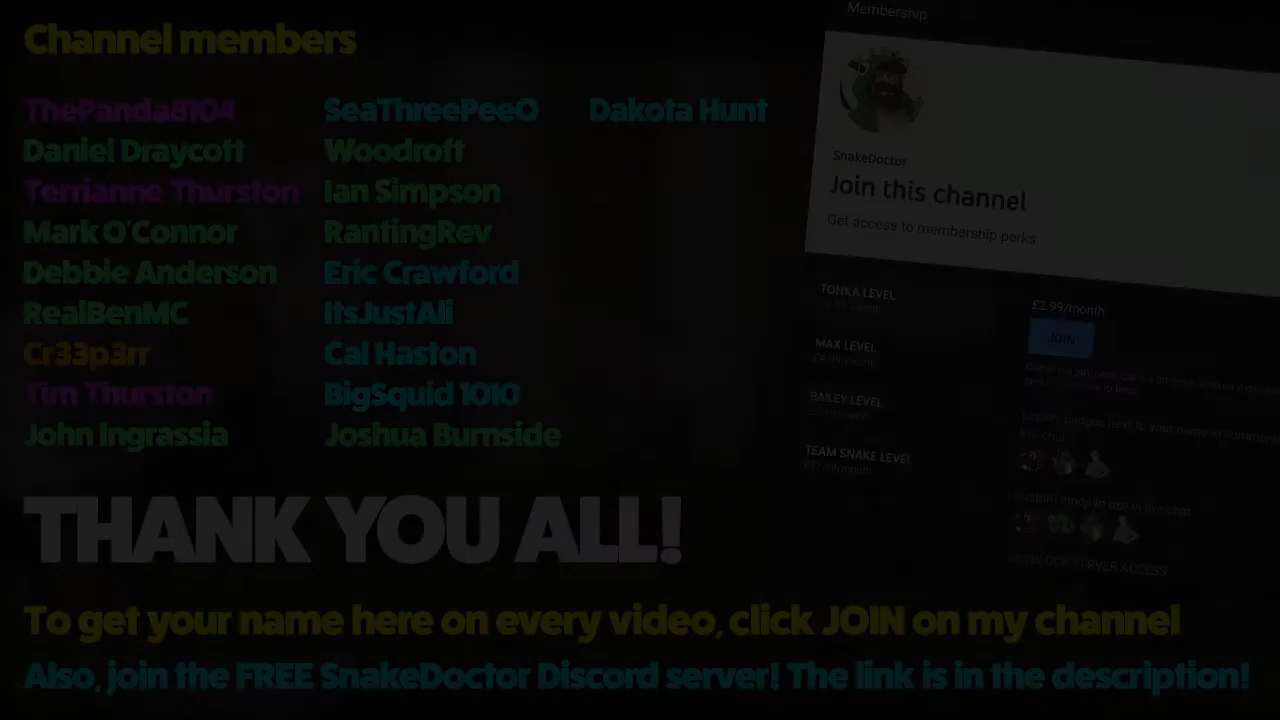 Channel members
ThePanda8104
Daniel Draycott
Terrianne Thurston
Mark O'Connor
Debbie Anderson
RealBenMC
Cr33p3rr
Tim Thurston
John Ingrassia
SeaThreePeeO
Woodroft
Ian Simpson
RantingRev
Eric Crawford
ItsJustAli
Cal Haston
BigSquid 1010
Joshua Burnside
Dakota Hunt
THANK YOU ALL!
To get your name here on every video, click JOIN on my channel
Also, join the FREE SnakeDoctor Discord server! The link is in the description!
Membership
SnakeDoctor
Join this channel
Get access to membership perks
TONKA LEVEL
MAX LEVEL
BAILEY LEVEL
TEAM SNAKE LEVEL
£2.99/month
JOIN
Loyalty badges next to your name in
live chat
Custom emoji to use in live chat
SERVER ACCESS